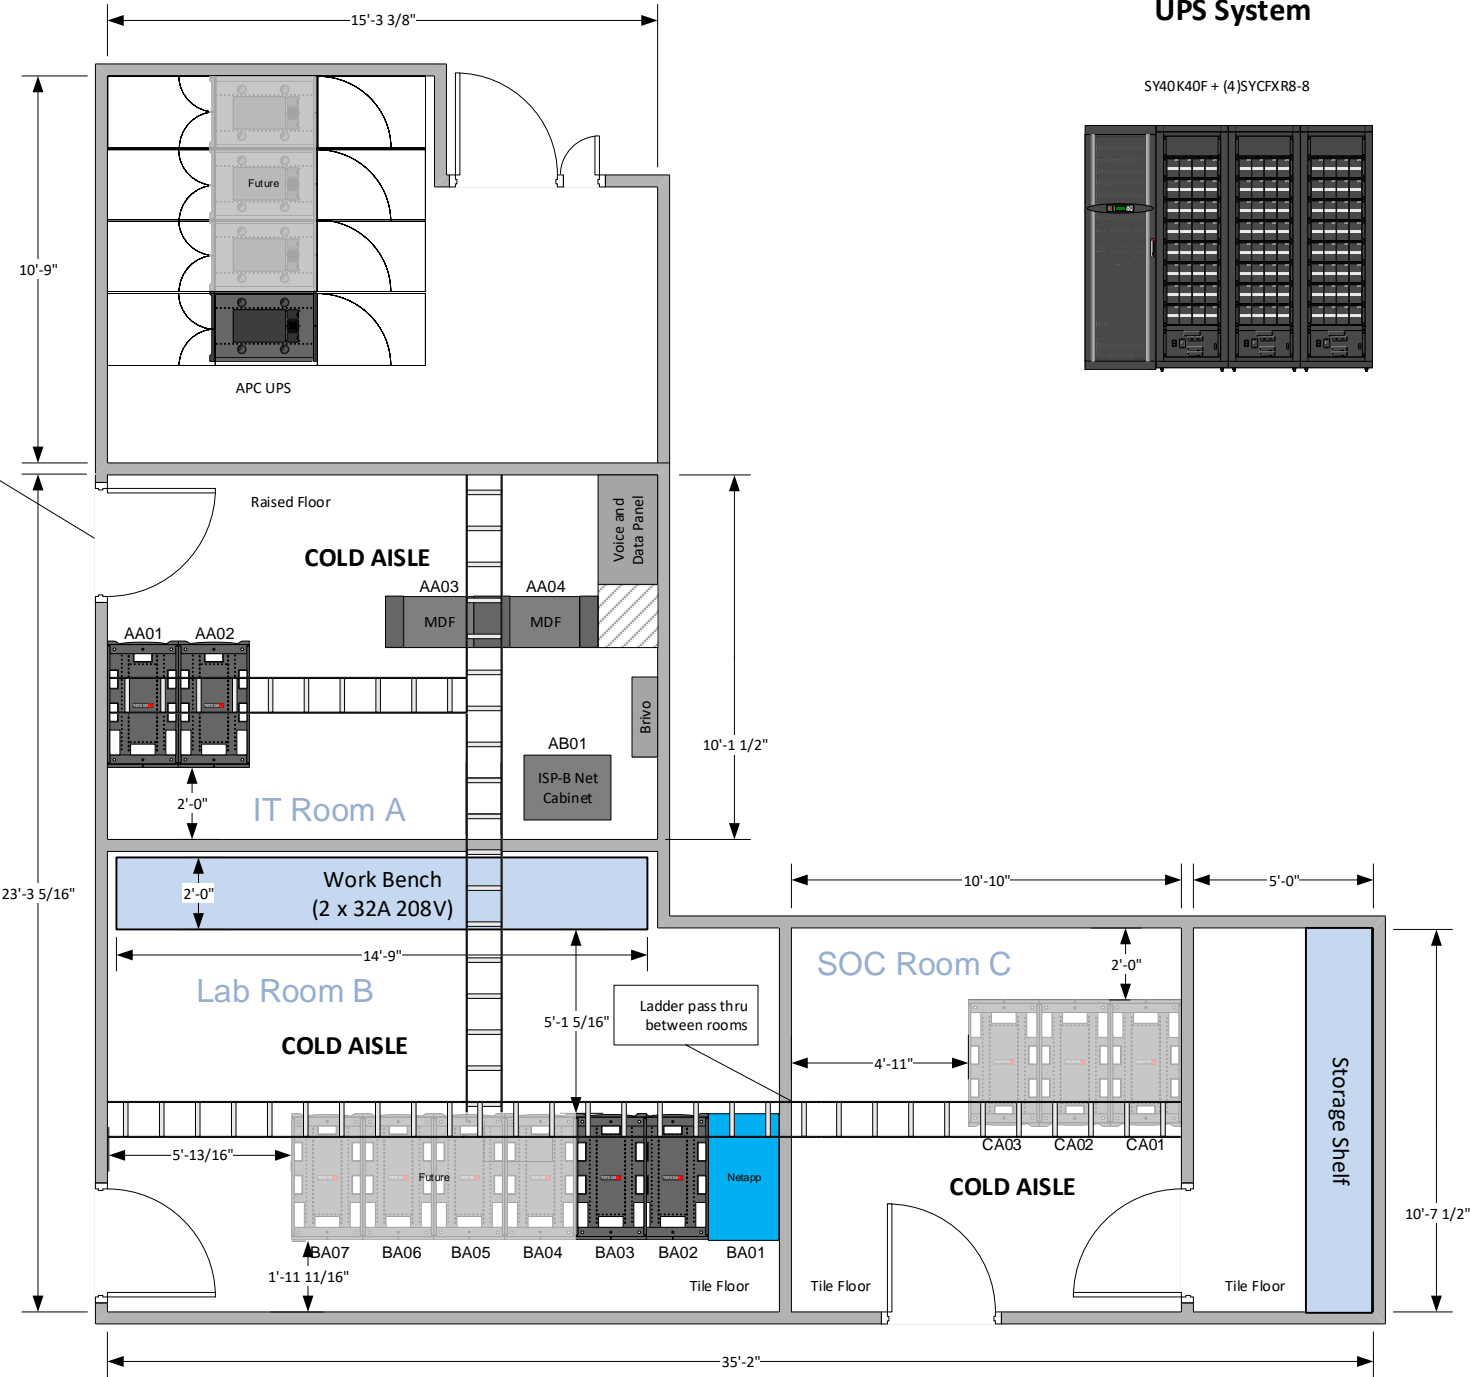 UPS System
15'-3 3/8"
SY40K40F + (4)SYCFXR8-8
Future
10'-9"
APC UPS
Raised Floor
Voice and
Data Panel
COLD AISLE
AA03
AA04
MDF
MDF
AA01
AA02
Brivo
AB01
10'-1 1/2"
ISP-B Net
Cabinet
2'-0"
IT Room A
Work Bench
(2 x 32A 208V)
2'-0"
23'-3 5/16"
10'-10"
5'-0"
14'-9"
SOC Room C
2'-0"
Lab Room B
Ladder pass thru
between rooms
5'-1 5/16"
COLD AISLE
4'-11"
Storage Shelf
CA03
CA02
CA01
5'-13/16"
Future
Netapp
COLD AISLE
10'-7 1/2"
BA07
BA06
BA05
BA04
BA03
BA02
BA01
1'-11 11/16"
Tile Floor
Tile Floor
Tile Floor
35'-2"